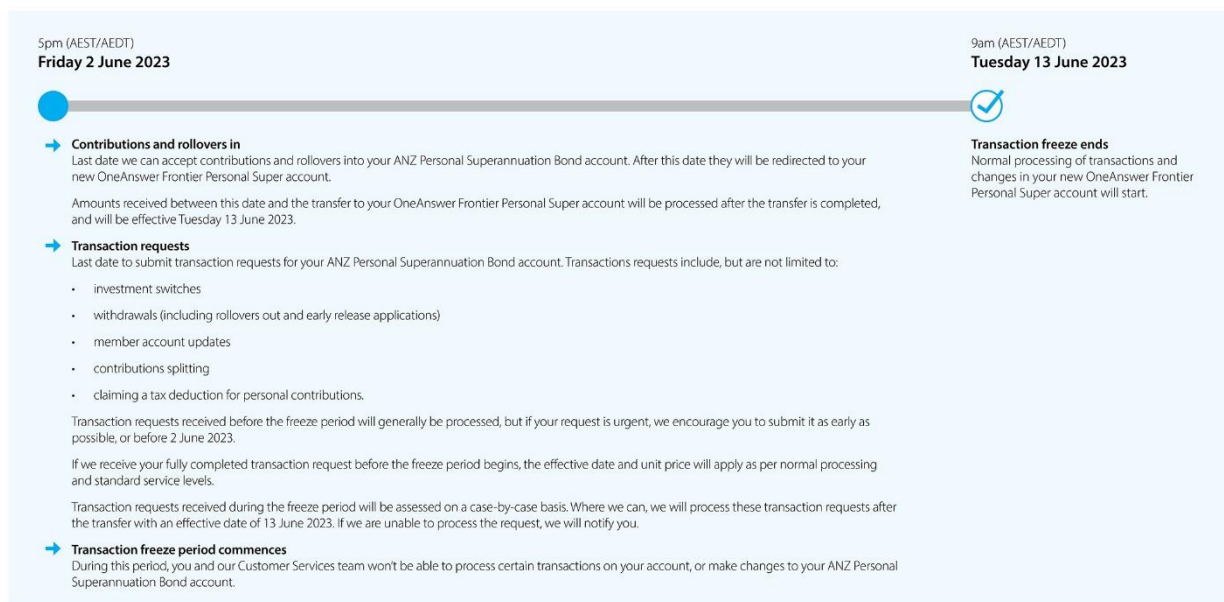 5pm (AEST/AEDT)
Friday 2 June 2023
9am (AEST/AEDT)
Tuesday 13 June 2023
Contributions and rollovers in
Last date we can accept contributions and rollovers into your ANZ Personal Superannuation Bond account. After this date they will be redirected to your
new OneAnswer Frontier Personal Super account.
Amounts received between this date and the transfer to your OneAnswer Frontier Personal Super account will be processed after the transfer is completed,
and will be effective Tuesday 13 June 2023.
Transaction requests
Last date to submit transaction requests for your ANZ Personal Superannuation Bond account. Transactions requests include, but are not limited to:
• investment switches
• withdrawals (including rollovers out and early release applications)
• member account updates
• contributions splitting
• claiming a tax deduction for personal contributions.
Transaction requests received before the freeze period will generally be processed, but if your request is urgent, we encourage you to submit it as early as
possible, or before 2 June 2023.
If we receive your fully completed transaction request before the freeze period begins, the effective date and unit price will apply as per normal processing
and standard service levels.
Transaction requests received during the freeze period will be assessed on a case-by-case basis. Where we can, we will process these transaction requests after
the transfer with an effective date of 13 June 2023. If we are unable to process the request, we will notify you.
Transaction freeze period commences
During this period, you and our Customer Services team won't be able to process certain transactions on your account, or make changes to your ANZ Personal
Superannuation Bond account.
Transaction freeze ends
Normal processing of transactions and
changes in your new OneAnswer Frontier
Personal Super account will start.